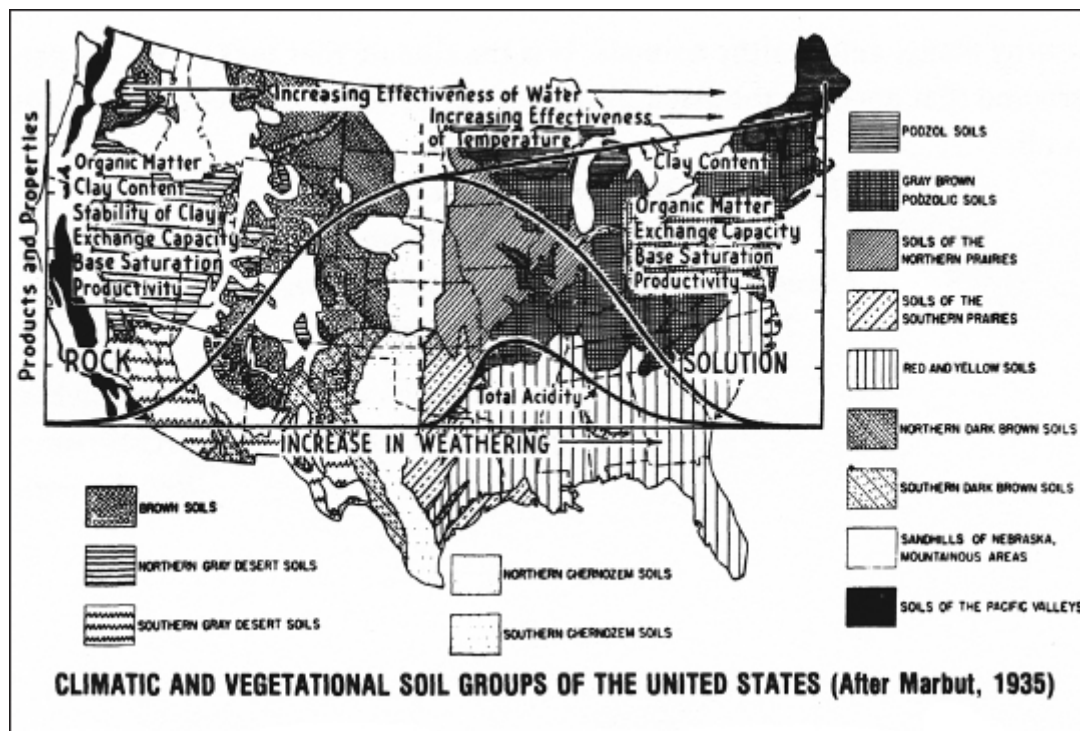 Increasing Effectiveness of Water
Increasing Effectiveness
of Temperature
Products and Properties
Organic Matter
Clay Content
Stability of Clay
Exchange Capacity
Base Saturation
Productivity
Clay Content
Organic Matter
Exchange Capacity
Base Saturation
Productivity
ROCK
SOLUTION
Total Acidity
INCREASE IN WEATHERING
PODZOL SOILS
GRAY BROWN
PODZOLIC SOILS
SOILS OF THE
NORTHERN PRAIRIES
SOILS OF THE
SOUTHERN PRAIRIES
RED AND YELLOW SOILS
NORTHERN DARK BROWN SOILS
SOUTHERN DARK BROWN SOILS
SANDHILLS OF NEBRASKA,
MOUNTAINOUS AREAS
SOILS OF THE PACIFIC VALLEYS
BROWN SOILS
NORTHERN GRAY DESERT SOILS
SOUTHERN GRAY DESERT SOILS
NORTHERN CHERNOZEM SOILS
SOUTHERN CHERNOZEM SOILS
CLIMATIC AND VEGETATIONAL SOIL GROUPS OF THE UNITED STATES (After Marbut, 1935)